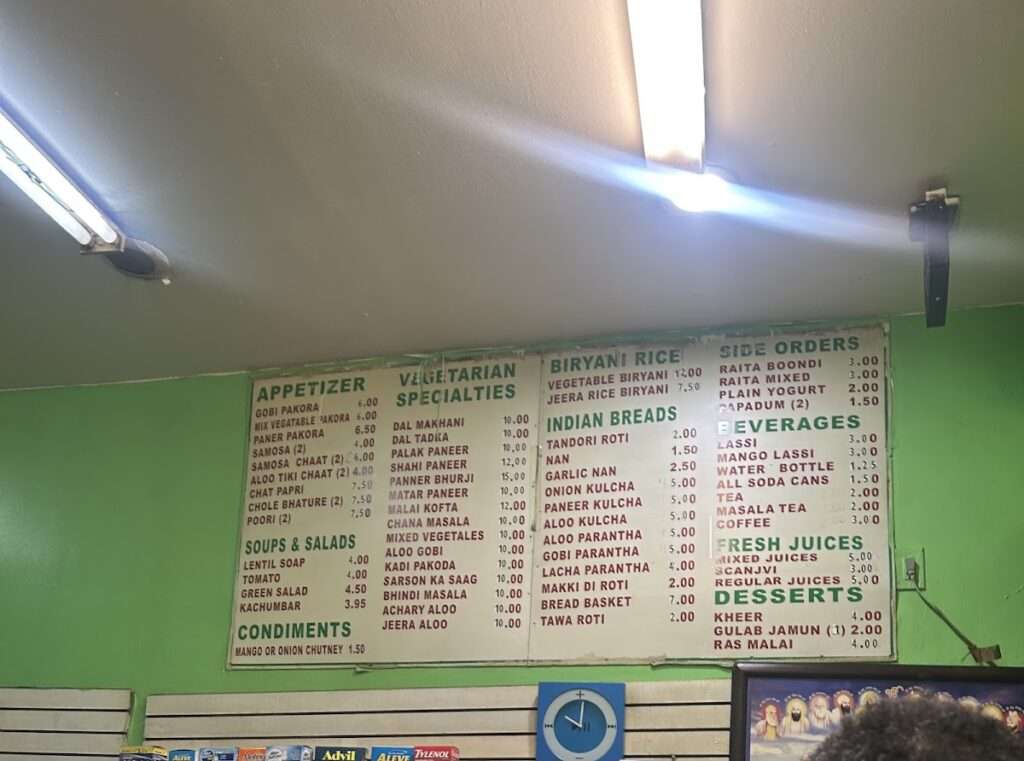 APPETIZER
GOBI PAKORA 6.00
MIX VEGATABLE PAKORA 6.00
PANER PAKORA 6.50
SAMOSA (2) 4.00
SAMOSA CHAAT (2) 6.00
ALOO TIKI CHAAT (2) 4.00
CHAT PAPRI 7.50
CHOLE BHATURE (2) 7.50
POORI (2) 7.50
SOUPS & SALADS
LENTIL SOAP 4.00
TOMATO 4.00
GREEN SALAD 4.50
KACHUMBAR 3.95
CONDIMENTS
MANGO OR ONION CHUTNEY 1.50
VEGETARIAN
SPECIALTIES
DAL MAKHANI 10.00
DAL TADKA 10.00
PALAK PANEER 10.00
SHAHI PANEER 12.00
PANNER BHURJI 15.00
MATAR PANEER 10.00
MALAI KOFTA 12.00
CHANA MASALA 10.00
MIXED VEGETALES 10.00
ALOO GOBI 10.00
KADI PAKODA 10.00
SARSON KA SAAG 10.00
BHINDI MASALA 10.00
ACHARY ALOO 10.00
JEERA ALOO 10.00
BIRYANI RICE
VEGETABLE BIRYANI 12.00
JEERA RICE BIRYANI 7.50
INDIAN BREADS
TANDORI ROTI 2.00
NAN 1.50
GARLIC NAN 2.50
ONION KULCHA 5.00
PANEER KULCHA 5.00
ALOO KULCHA 5.00
ALOO PARANTHA 5.00
GOBI PARANTHA 5.00
LACHA PARANTHA 4.00
MAKKI DI ROTI 2.00
BREAD BASKET 7.00
TAWA ROTI 2.00
SIDE ORDERS
RAITA BOONDI 3.00
RAITA MIXED 3.00
PLAIN YOGURT 2.00
PAPADUM (2) 1.50
BEVERAGES
LASSI 3.00
MANGO LASSI 3.00
WATER BOTTLE 1.25
ALL SODA CANS 1.50
TEA 2.00
MASALA TEA 2.00
COFFEE 3.00
FRESH JUICES
MIXED JUICES 5.00
SCANJVI 3.00
REGULAR JUICES 5.00
DESSERTS
KHEER 4.00
GULAB JAMUN (1) 2.00
RAS MALAI 4.00
ALEVE
Advil
ALEVE
TYLENOL